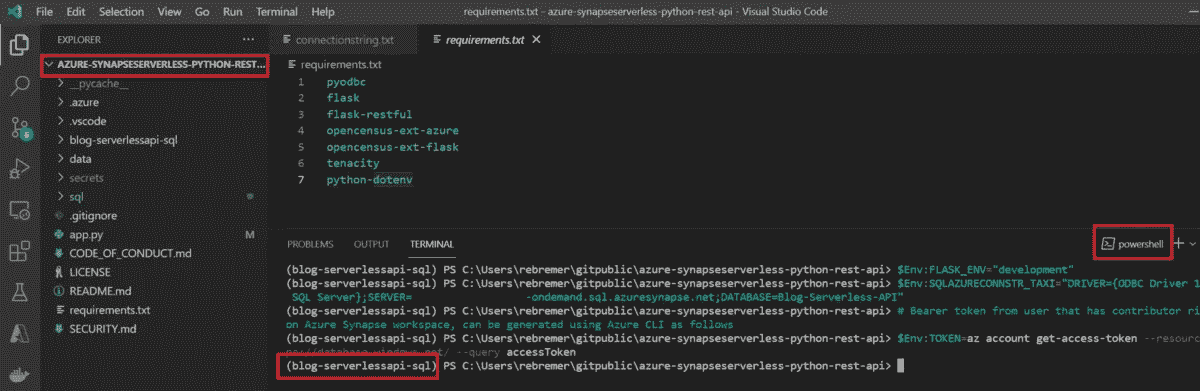 File Edit Selection View Go Run Terminal Help
requirements.txt - azure-synapseserverless-python-rest-api - Visual Studio Code
EXPLORER ...
AZURE-SYNAPSESERVERLESS-PYTHON-REST...
__pycache__
.azure
.vscode
blog-serverlessapi-sql
data
secrets
sql
.gitignore
app.py M
CODE_OF_CONDUCT.md
LICENSE
README.md
requirements.txt
SECURITY.md
connectionstring.txt requirements.txt
requirements.txt
1 pyodbc
2 flask
3 flask-restful
4 opencensus-ext-azure
5 opencensus-ext-flask
6 tenacity
7 python-dotenv
PROBLEMS OUTPUT TERMINAL
powershell
(blog-serverlessapi-sql) PS C:\Users\rebremer\gitpublic\azure-synapseserverless-python-rest-api> $Env:FLASK_ENV="development"
(blog-serverlessapi-sql) PS C:\Users\rebremer\gitpublic\azure-synapseserverless-python-rest-api> $Env:SQLAZURECONNSTR_TAXI="DRIVER={ODBC Driver 1
SQL Server};SERVER= -ondemand.sql.azuresynapse.net;DATABASE=Blog-Serverless-API"
(blog-serverlessapi-sql) PS C:\Users\rebremer\gitpublic\azure-synapseserverless-python-rest-api> # Bearer token from user that has contributor ri
on Azure Synapse workspace, can be generated using Azure CLI as follows
(blog-serverlessapi-sql) PS C:\Users\rebremer\gitpublic\azure-synapseserverless-python-rest-api> $Env:TOKEN=az account get-access-token --resourc
--query accessToken
(blog-serverlessapi-sql) PS C:\Users\rebremer\gitpublic\azure-synapseserverless-python-rest-api>